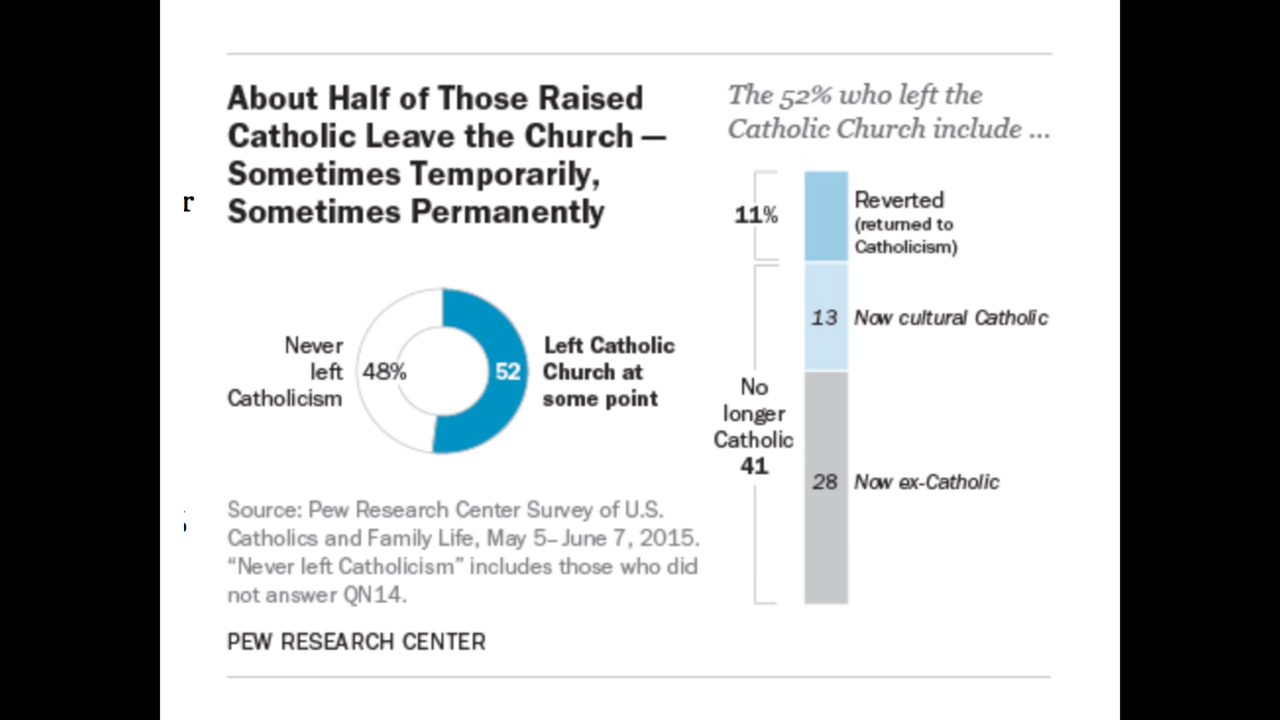 About Half of Those Raised
Catholic Leave the Church —
Sometimes Temporarily,
Sometimes Permanently
r
Never
left
Catholicism
48%
52
Left Catholic
Church at
some point
The 52% who left the
Catholic Church include ...
11%
Reverted
(returned to
Catholicism)
13 Now cultural Catholic
No
longer
Catholic
41
28 Now ex-Catholic
Source: Pew Research Center Survey of U.S.
Catholics and Family Life, May 5–June 7, 2015.
“Never left Catholicism” includes those who did
not answer QN14.
PEW RESEARCH CENTER